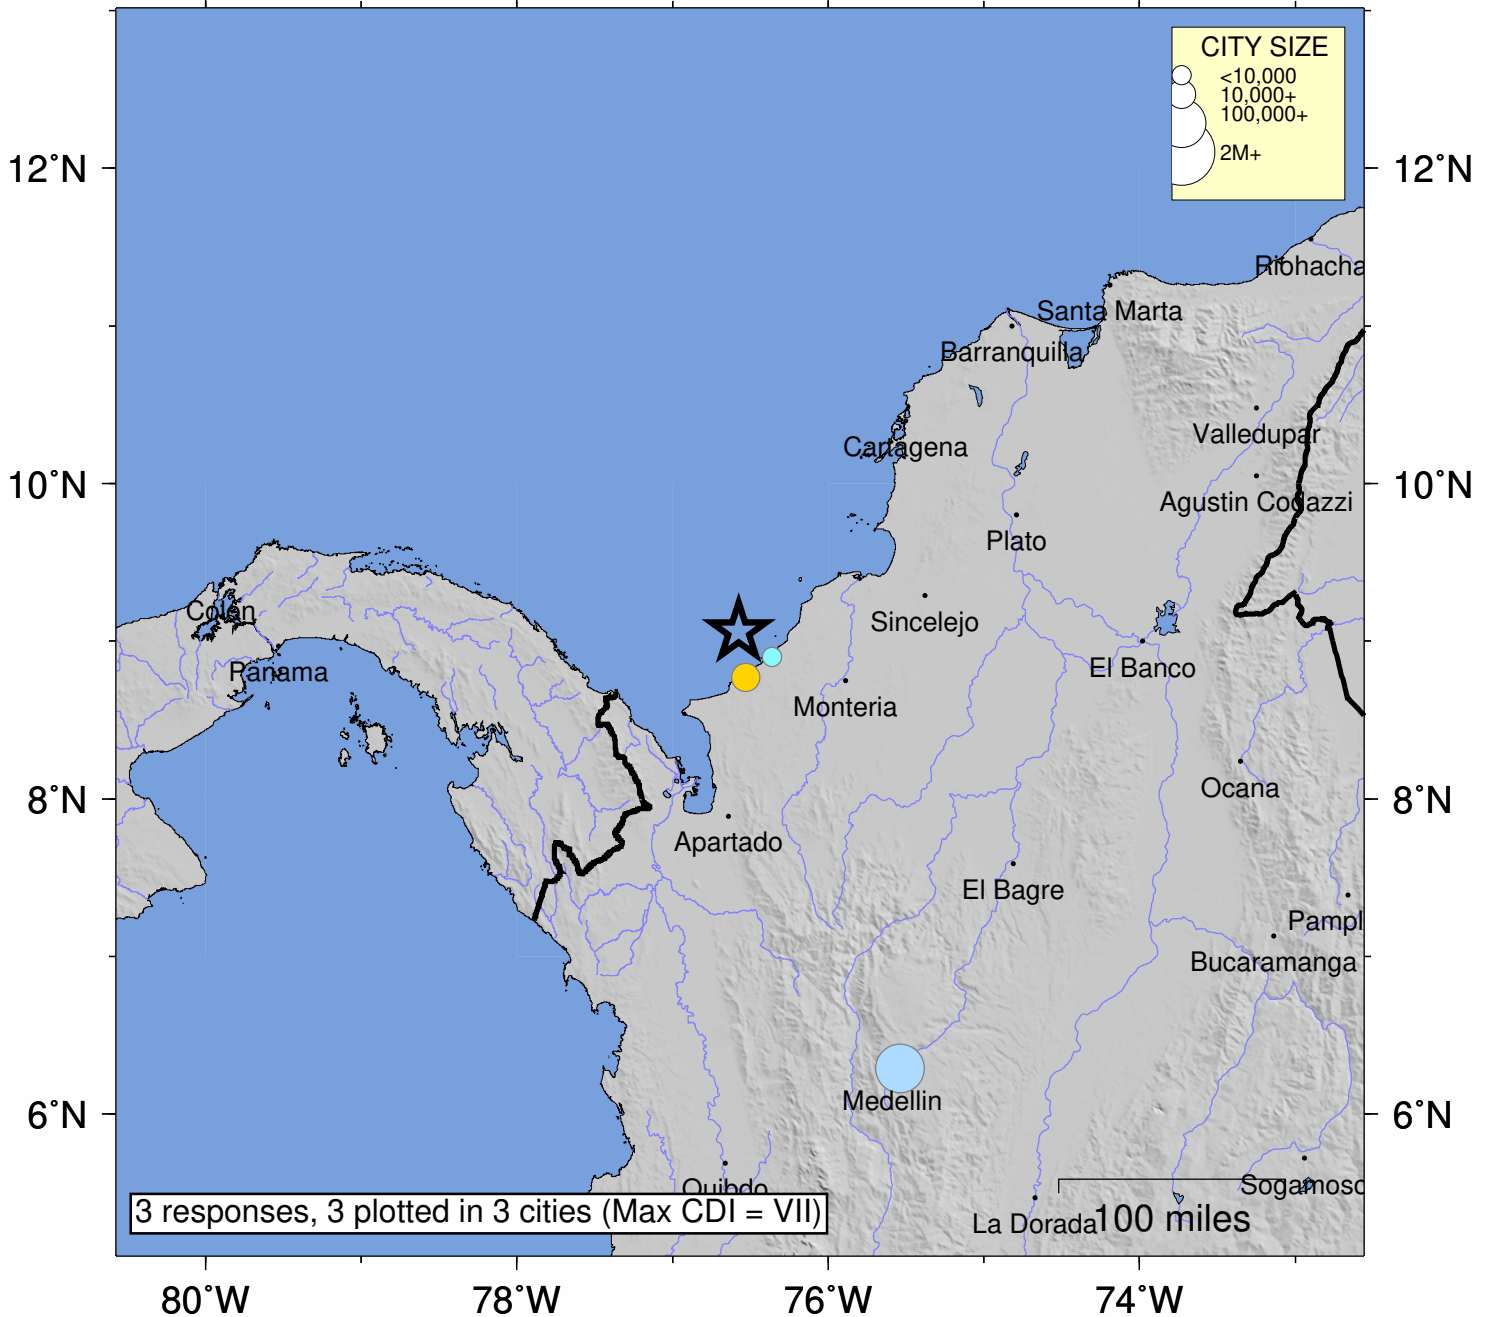 CITY SIZE
<10,000
10,000+
100,000+
2M+
12˚N
12˚N
Riohacha
Santa Marta
Barranquilla
Valledupar
Cartagena
10˚N
10˚N
Agustin Codazzi
Plato
Colon
Sincelejo
Panama
El Banco
Monteria
Ocana
8˚N
8˚N
Apartado
El Bagre
Pampl
Bucaramanga
Medellin
6˚N
6˚N
Quibdo
Sogamoso
3 responses, 3 plotted in 3 cities (Max CDI = VII)
La Dorada
100 miles
80˚W
78˚W
76˚W
74˚W